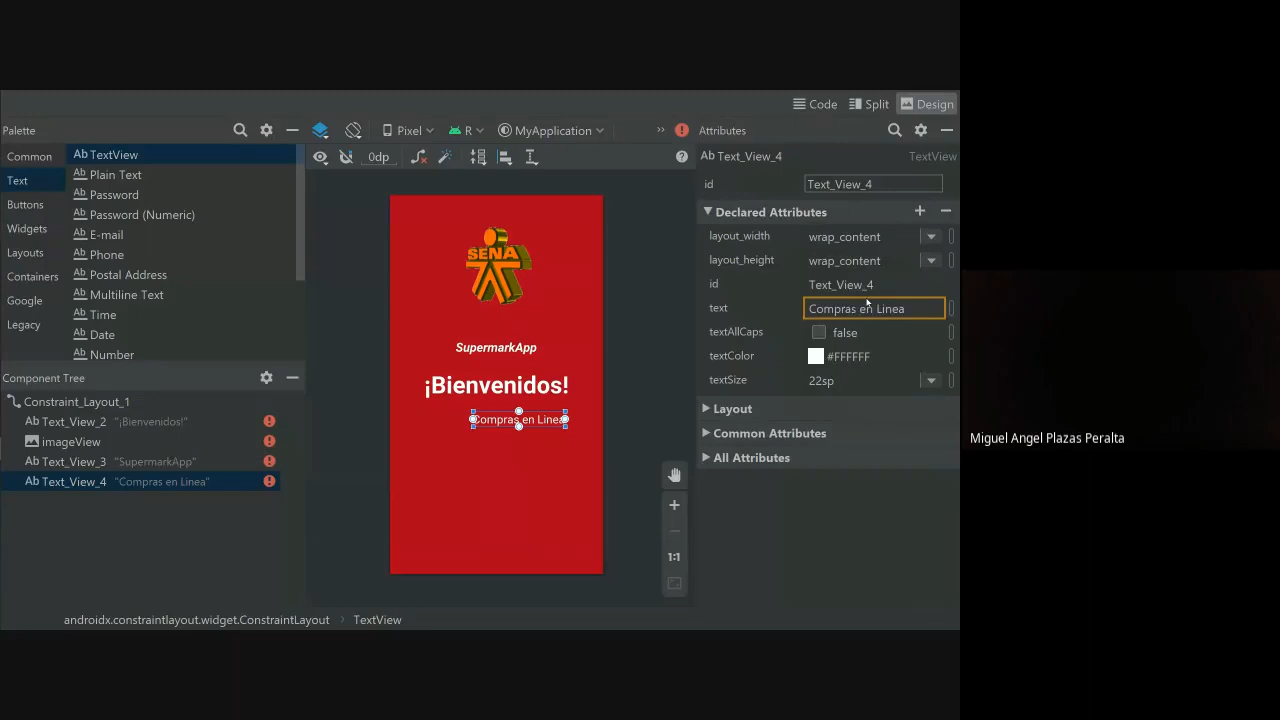 Code Split Design
Palette
Pixel R MyApplication
Attributes
Common
Text
Buttons
Widgets
Layouts
Containers
Google
Legacy
Ab TextView
Ab Plain Text
Ab Password
Ab Password (Numeric)
Ab E-mail
Ab Phone
Ab Postal Address
Ab Multiline Text
Ab Time
Ab Date
Ab Number
0dp
SENA
SupermarkApp
¡Bienvenidos!
Compras en Linea
1:1
Ab Text_View_4 TextView
id Text_View_4
Declared Attributes
layout_width wrap_content
layout_height wrap_content
id Text_View_4
text Compras en Linea
textAllCaps false
textColor #FFFFFF
textSize 22sp
Layout
Common Attributes
All Attributes
Component Tree
Constraint_Layout_1
Ab Text_View_2 "¡Bienvenidos!"
imageView
Ab Text_View_3 "SupermarkApp"
Ab Text_View_4 "Compras en Linea"
androidx.constraintlayout.widget.ConstraintLayout › TextView
Miguel Angel Plazas Peralta